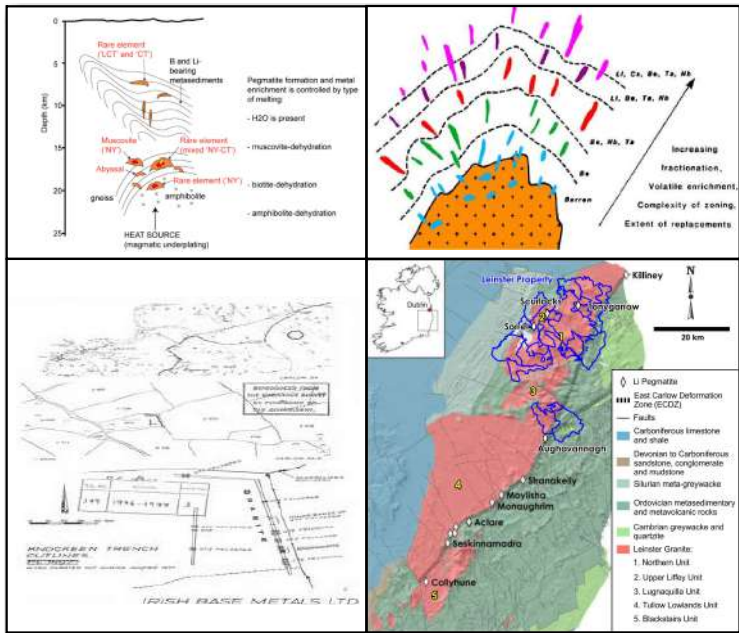 0
5
10
15
20
25
Depth (km)
Rare element
('LCT' and 'CT')
B and Li-
bearing
metasediments
Muscovite
('NY')
Rare element
(mixed 'NY-CT')
Abyssal
Rare element ('NY')
gneiss
amphibolite
HEAT SOURCE
(magmatic underplating)
Pegmatite formation and metal
enrichment is controlled by type
of melting:
- H2O is present
- muscovite-dehydration
- biotite-dehydration
- amphibolite-dehydration
Li, Cs, Be, Ta, Nb
Li, Be, Ta, Nb
Be, Nb, Ta
Be
Barren
Increasing
fractionation,
Volatile enrichment,
Complexity of zoning,
Extent of replacements
GRANITE
KNOCKEEN TRENCH
OUTLINES.
IRISH BASE METALS LTD
Leinster Property
Dublin
Killiney
Scurlocks
Tonygarrow
Sorrel
2
1
3
Aughavannagh
Stranakelly
Moylisha
Monaughrim
4
Aclare
Seskinnamadra
Collyhune
5
N
20 km
Li Pegmatite
East Carlow Deformation
Zone (ECDZ)
Faults
Carboniferous limestone
and shale
Devonian to Carboniferous
sandstone, conglomerate
and mudstone
Silurian meta-greywacke
Ordovician metasedimentary
and metavolcanic rocks
Cambrian greywacke and
quartzite
Leinster Granite:
1. Northern Unit
2. Upper Liffey Unit
3. Lugnaquilla Unit
4. Tullow Lowlands Unit
5. Blackstairs Unit